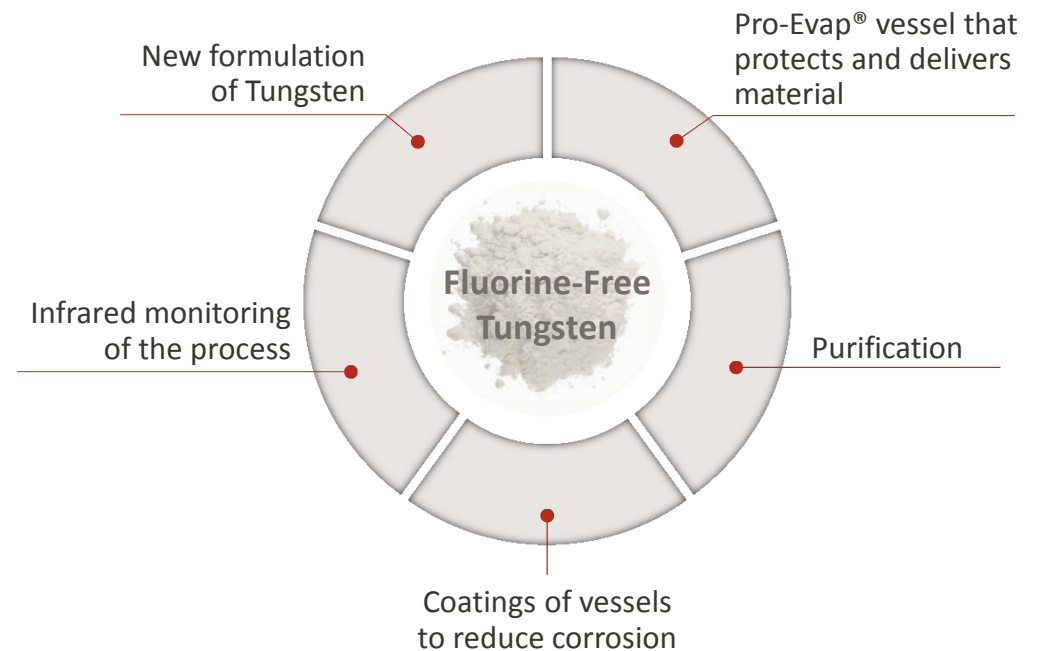 New formulation
of Tungsten
Pro-Evap® vessel that
protects and delivers
material
Infrared monitoring
of the process
Fluorine-Free
Tungsten
Purification
Coatings of vessels
to reduce corrosion